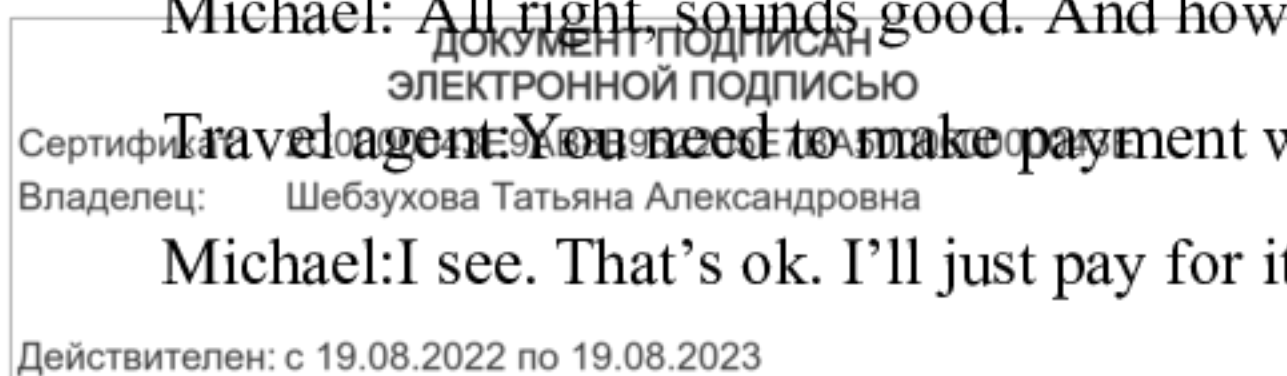 Michael: All right, sounds good. And how
ДОКУМЕНТ ПОДПИСАН
ЭЛЕКТРОННОЙ ПОДПИСЬЮ
Сертификат:
Travel agent:You need to make payment
Владелец: Шебзухова Татьяна Александровна
Michael:I see. That’s ok. I’ll just pay for
Действителен: с 19.08.2022 по 19.08.2023